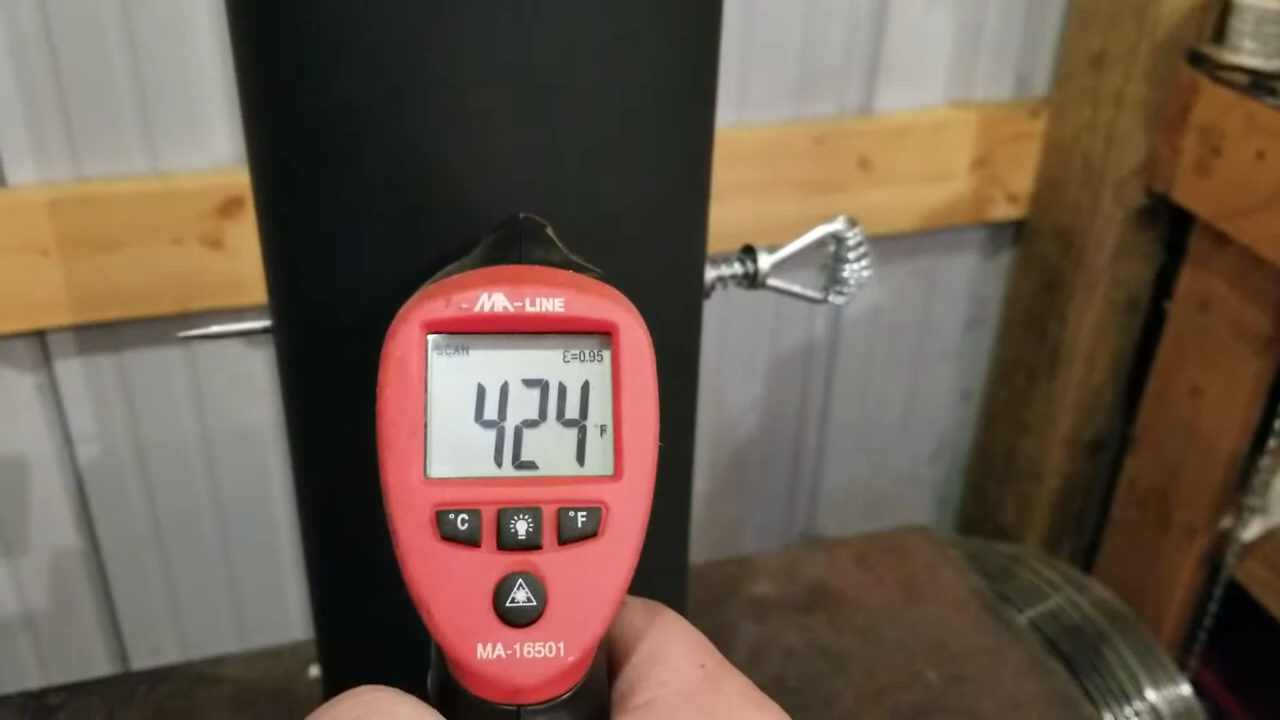 MA-LINE
SCAN
ε=0.95
424 °F
°C °F
MA-16501